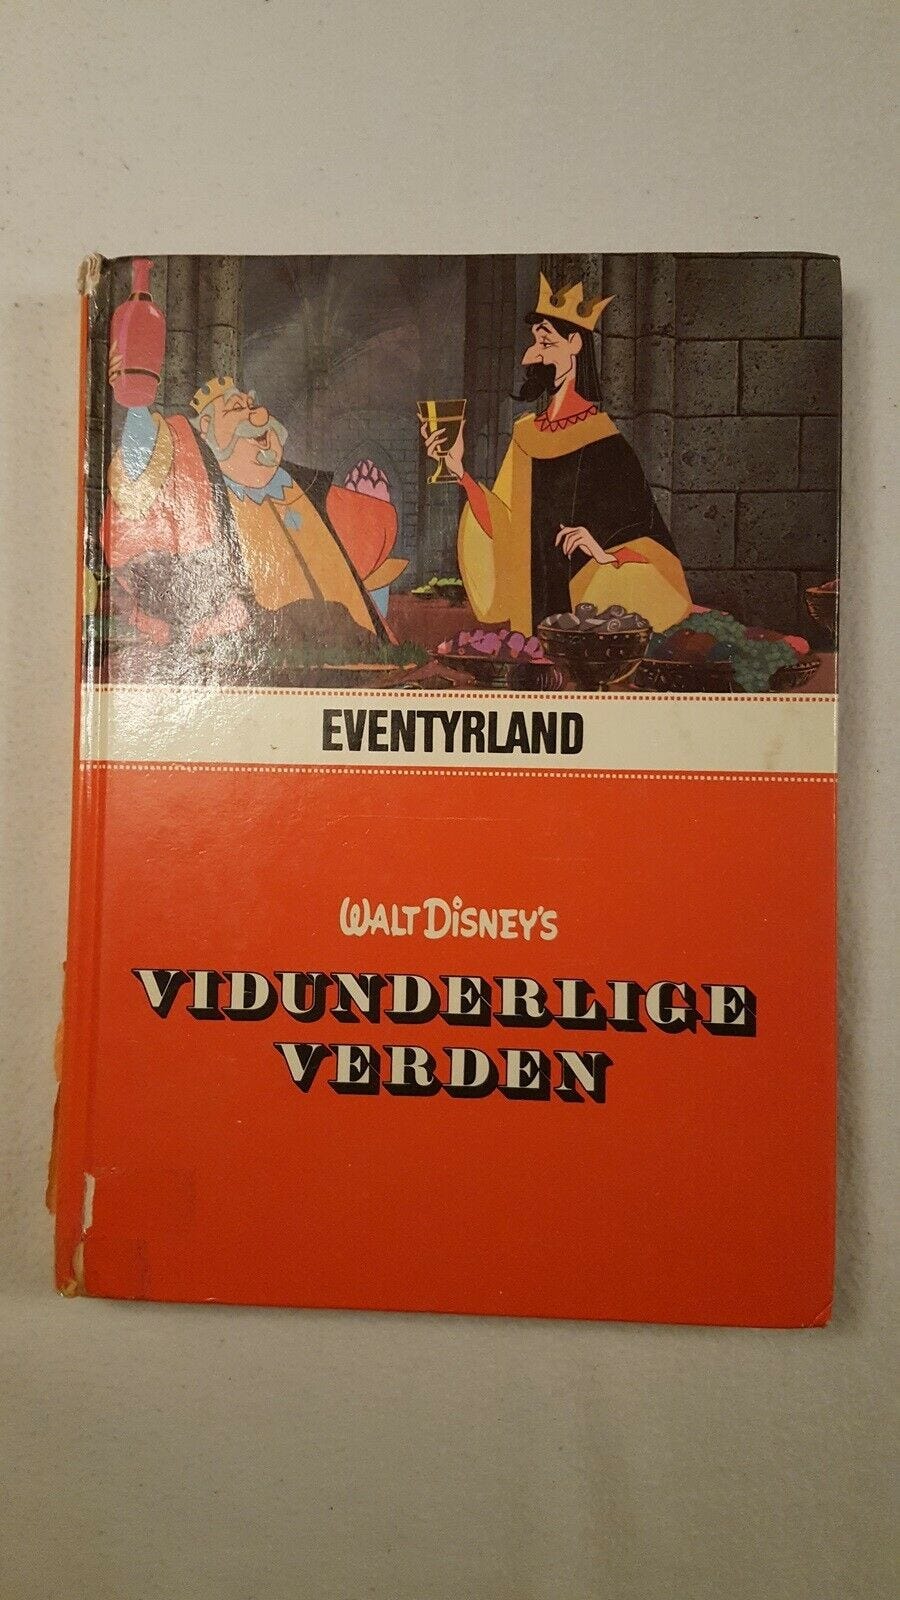 EVENTYRLAND
WALT DISNEY'S
VIDUNDERLIGE
VERDEN